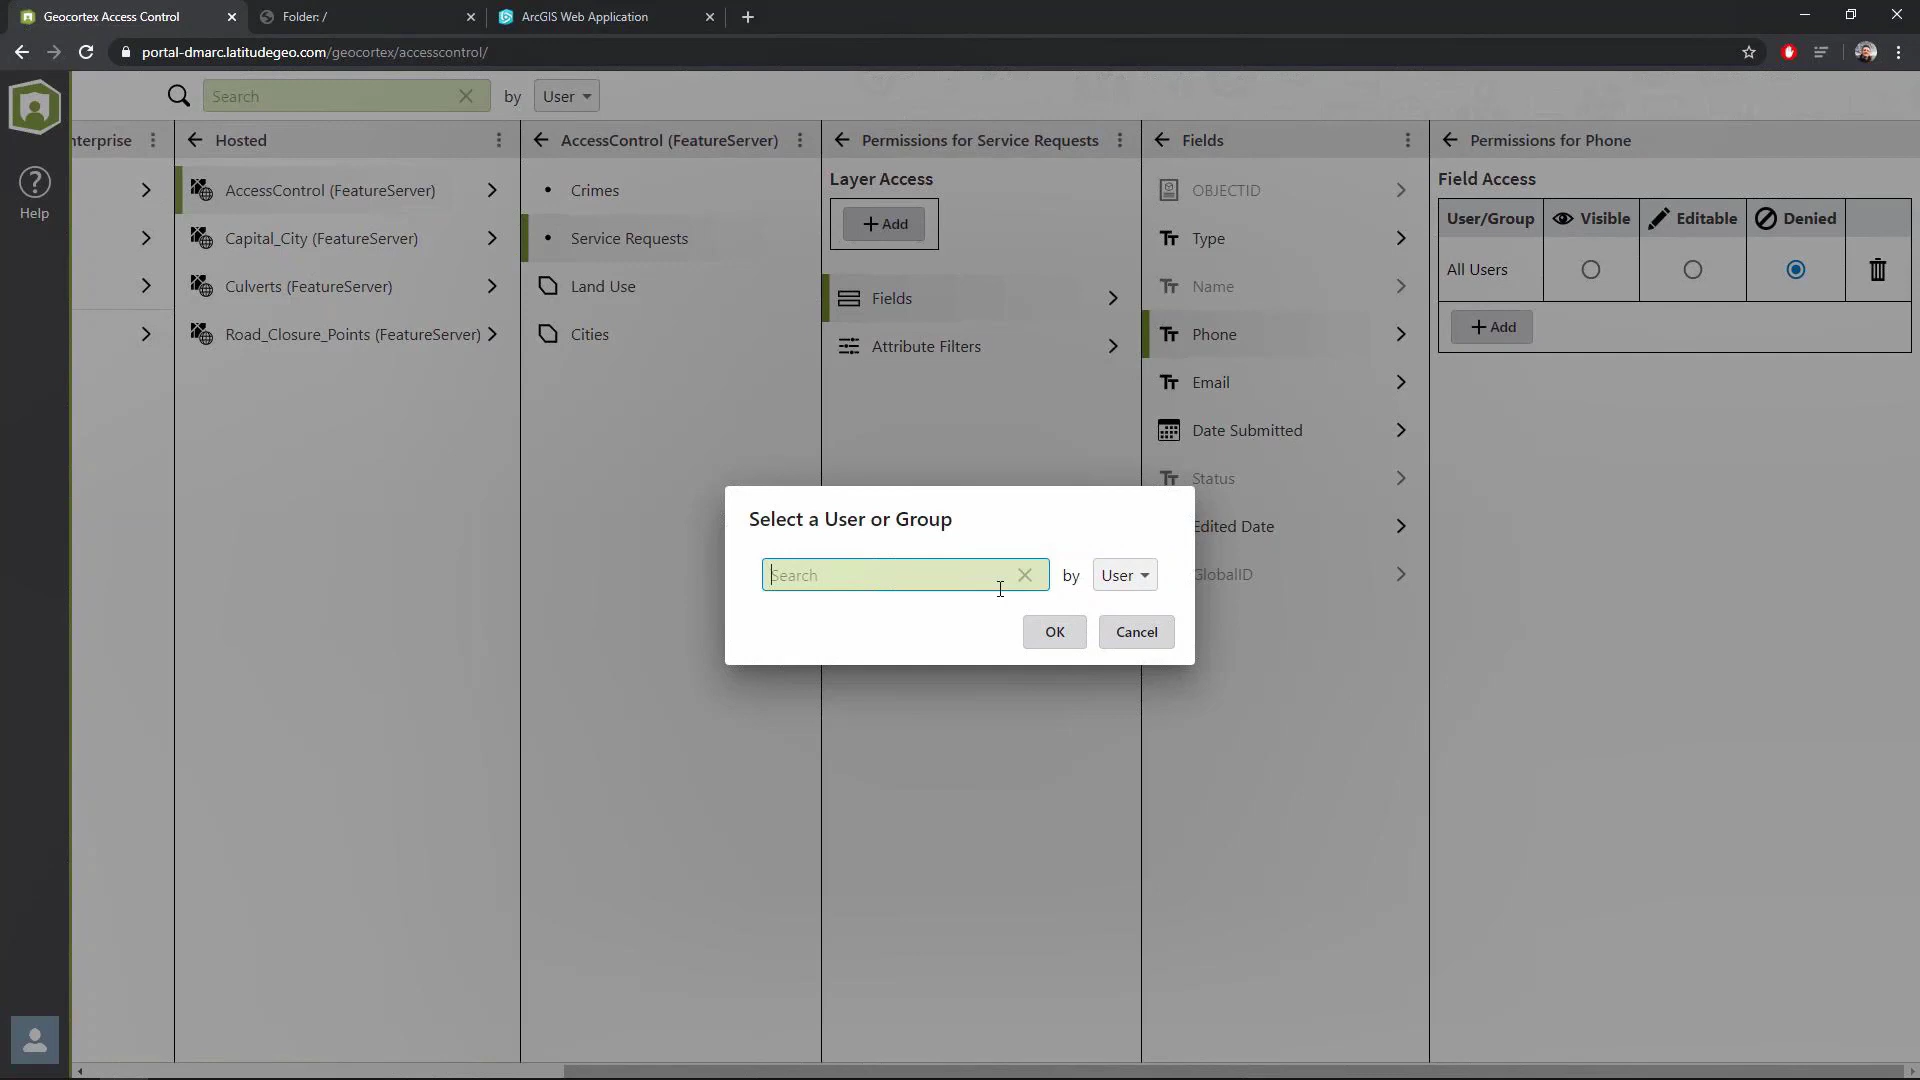 Geocortex Access Control
Folder: /
ArcGIS Web Application
portal-dmarc.latitudegeo.com/geocortex/accesscontrol/
Search
by
User
Help
nterprise
Hosted
AccessControl (FeatureServer)
Capital_City (FeatureServer)
Culverts (FeatureServer)
Road_Closure_Points (FeatureServer)
AccessControl (FeatureServer)
Crimes
Service Requests
Land Use
Cities
Permissions for Service Requests
Layer Access
Add
Fields
Attribute Filters
Fields
OBJECTID
Type
Name
Phone
Email
Date Submitted
Status
Edited Date
GlobalID
Permissions for Phone
Field Access
User/Group Visible Editable Denied
All Users
Add
Select a User or Group
Search by User
OK Cancel